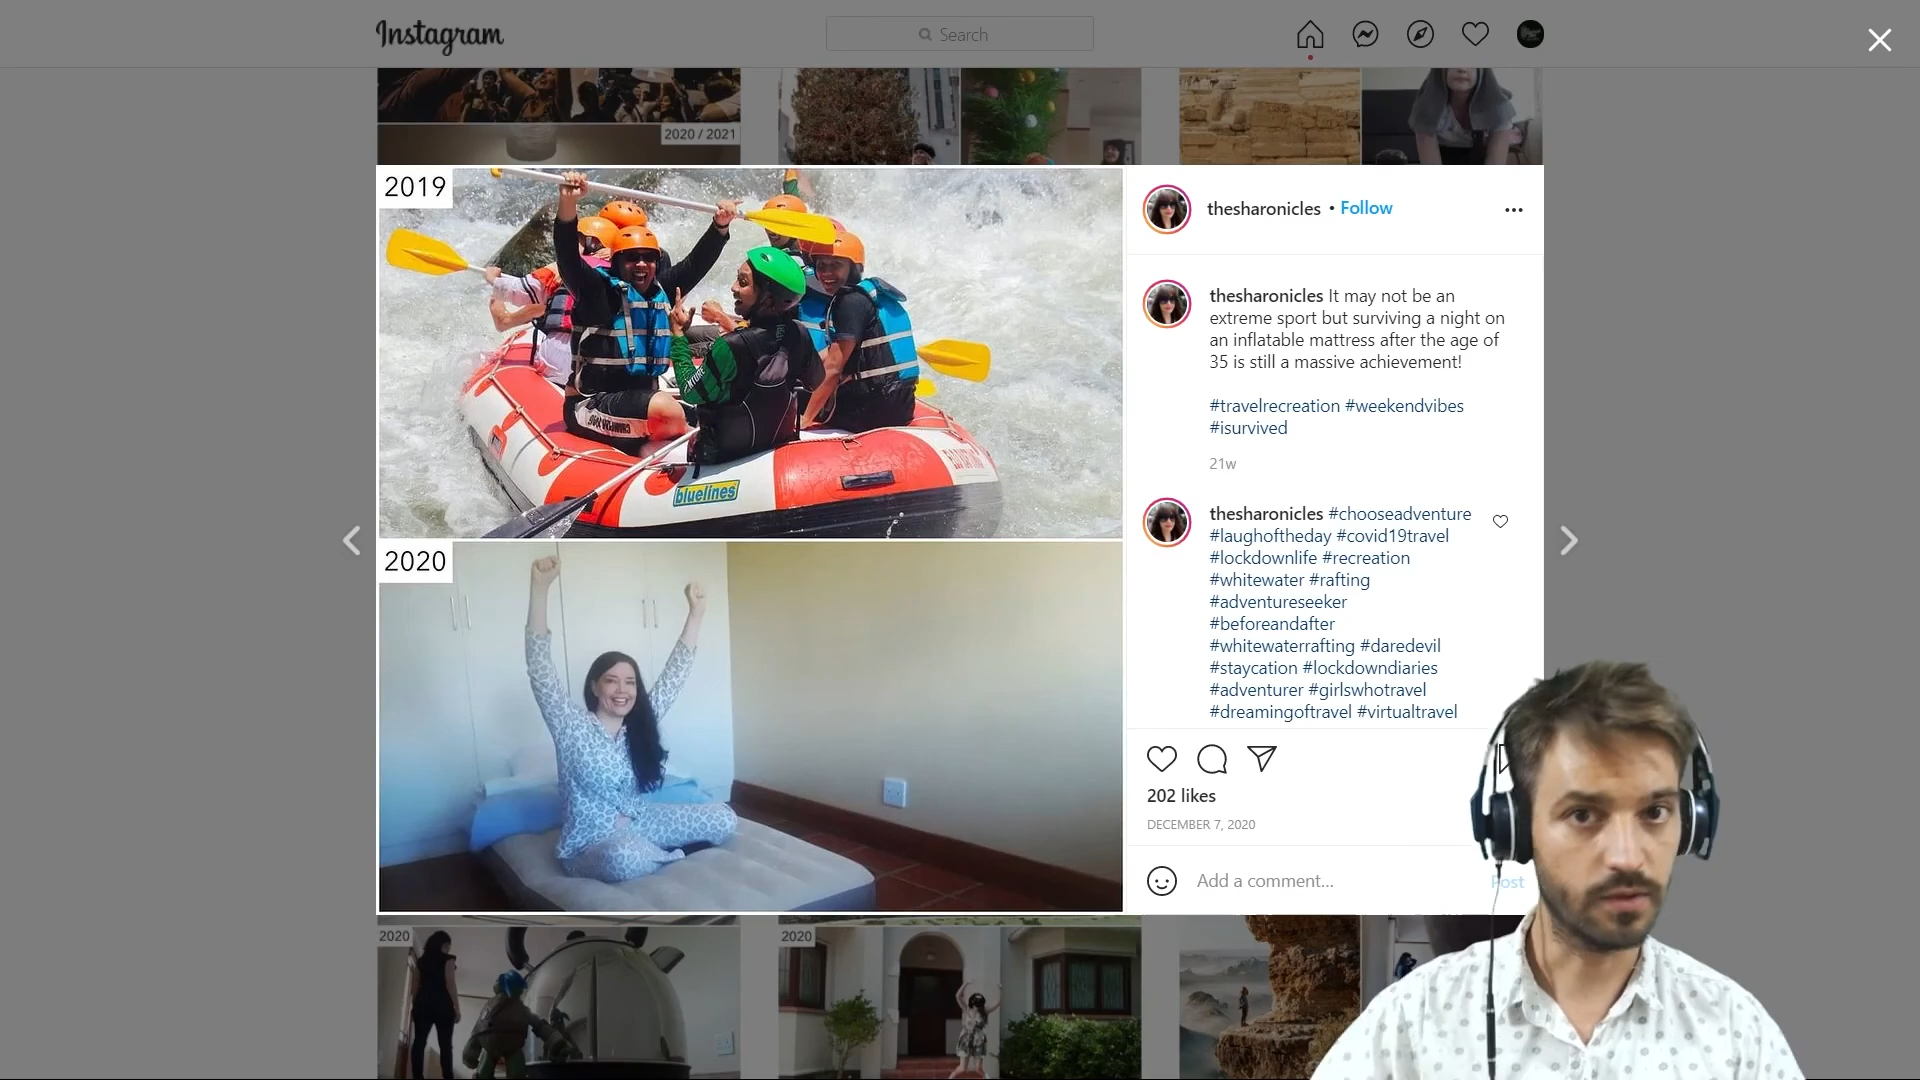 Instagram
Search
2020 / 2021
2019
bluelines
2020
thesharonicles • Follow
thesharonicles It may not be an
extreme sport but surviving a night on
an inflatable mattress after the age of
35 is still a massive achievement!
#travelrecreation #weekendvibes
#isurvived
21w
thesharonicles #chooseadventure
#laughoftheday #covid19travel
#lockdownlife #recreation
#whitewater #rafting
#adventureseeker
#beforeandafter
#whitewaterrafting #daredevil
#staycation #lockdowndiaries
#adventurer #girlswhotravel
#dreamingoftravel #virtualtravel
202 likes
DECEMBER 7, 2020
Add a comment...
Post
2020
2020